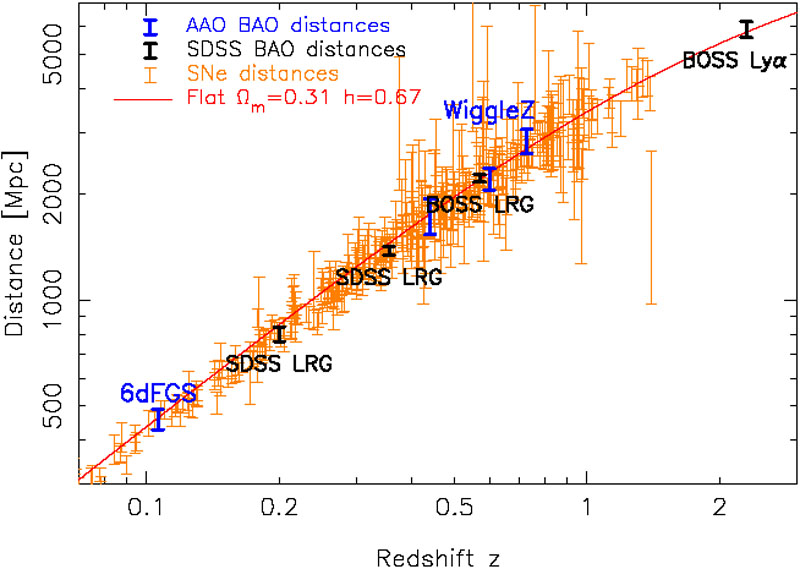 AAO BAO distances
SDSS BAO distances
SNe distances
Flat Ωm=0.31 h=0.67
BOSS Lyα
WiggleZ
BOSS LRG
SDSS LRG
SDSS LRG
6dFGS
5000
2000
1000
500
Distance [Mpc]
0.1 0.2 0.5 1 2
Redshift z